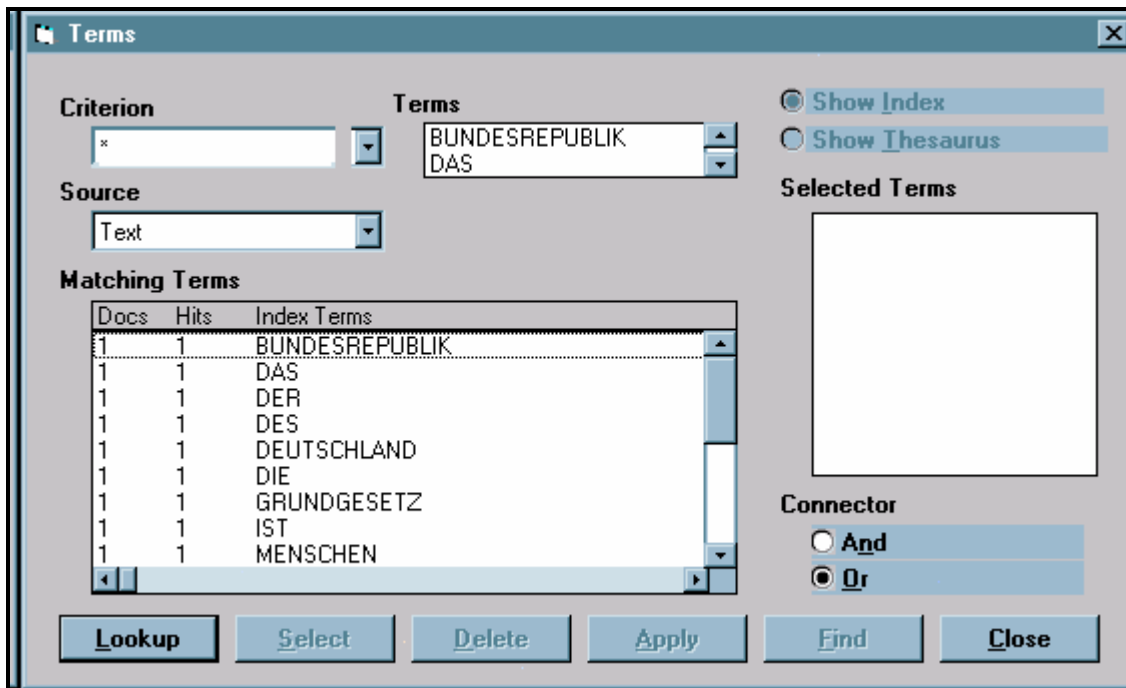 Terms
Criterion
*
Terms
BUNDESREPUBLIK
DAS
Show Index
Show Thesaurus
Source
Text
Selected Terms
Matching Terms
Docs Hits Index Terms
1 1 BUNDESREPUBLIK
1 1 DAS
1 1 DER
1 1 DES
1 1 DEUTSCHLAND
1 1 DIE
1 1 GRUNDGESETZ
1 1 IST
1 1 MENSCHEN
Connector
And
Or
Lookup Select Delete Apply Find Close